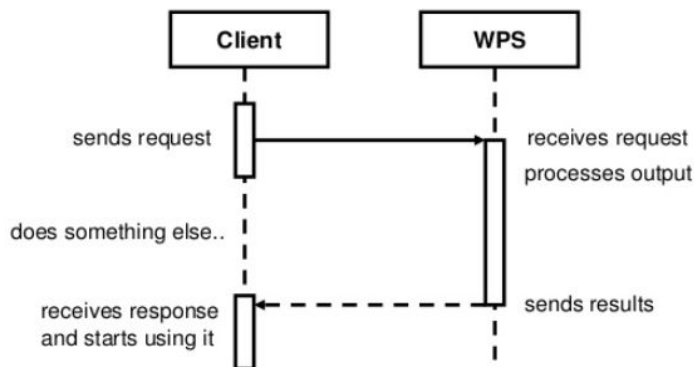 Client
WPS
sends request
receives request
processes output
does something else..
sends results
receives response
and starts using it